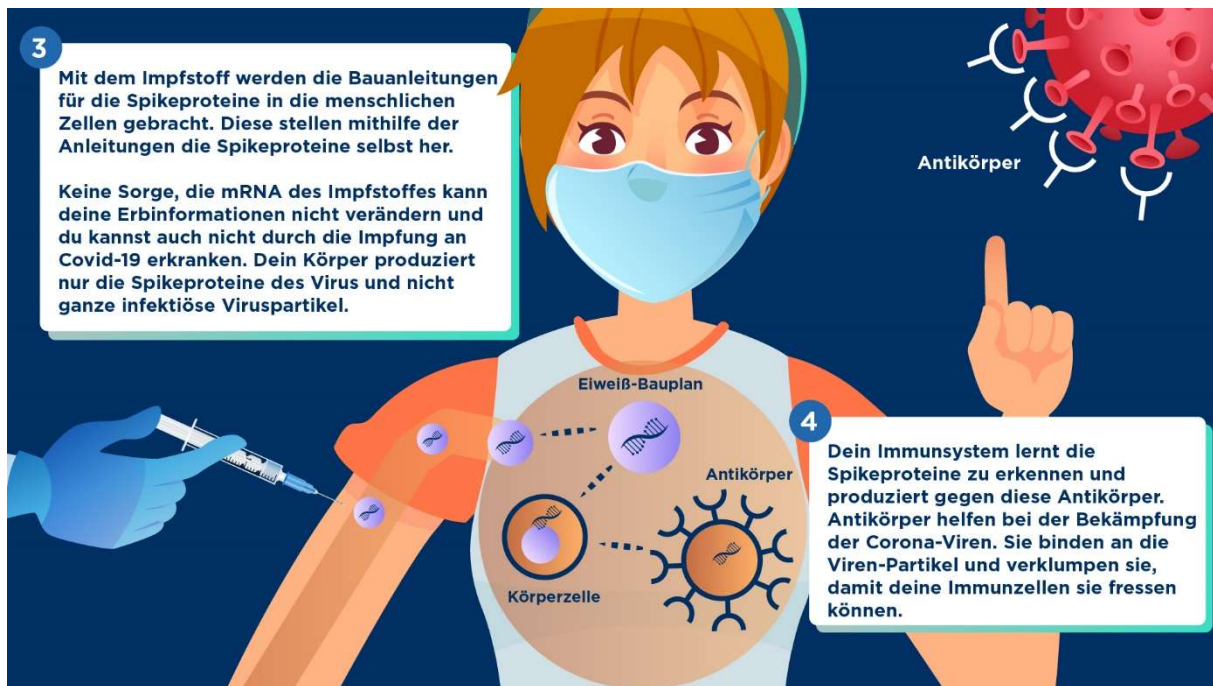 3
Mit dem Impfstoff werden die Bauanleitungen
für die Spikeproteine in die menschlichen
Zellen gebracht. Diese stellen mithilfe der
Anleitungen die Spikeproteine selbst her.
Keine Sorge, die mRNA des Impfstoffes kann
deine Erbinformationen nicht verändern und
du kannst auch nicht durch die Impfung an
Covid-19 erkranken. Dein Körper produziert
nur die Spikeproteine des Virus und nicht
ganze infektiöse Viruspartikel.
Antikörper
Eiweiß-Bauplan
Antikörper
Körperzelle
4
Dein Immunsystem lernt die
Spikeproteine zu erkennen und
produziert gegen diese Antikörper.
Antikörper helfen bei der Bekämpfung
der Corona-Viren. Sie binden an die
Viren-Partikel und verklumpen sie,
damit deine Immunzellen sie fressen
können.